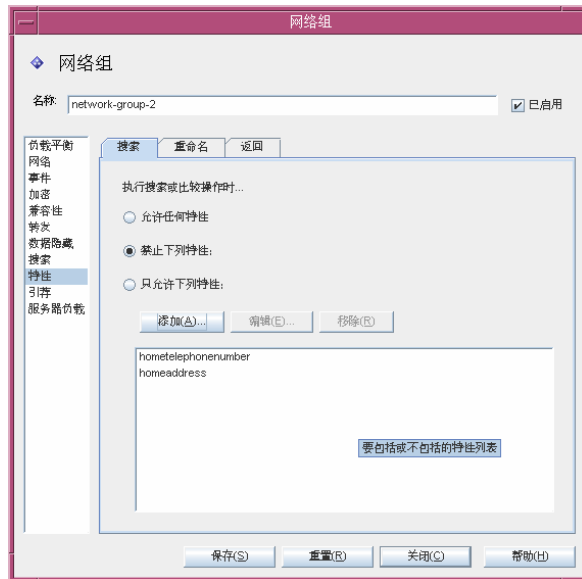 网络组
网络组
名称: network-group-2
已启用
负载平衡
网络
事件
加密
兼容性
转发
数据隐藏
搜索
特性
引荐
服务器负载
搜索 重命名 返回
执行搜索或比较操作时...
允许任何特性
禁止下列特性:
只允许下列特性:
添加(A)... 编辑(E)... 移除(R)
hometelephonenumber
homeaddress
要包括或不包括的特性列表
保存(S) 重置(R) 关闭(C) 帮助(H)